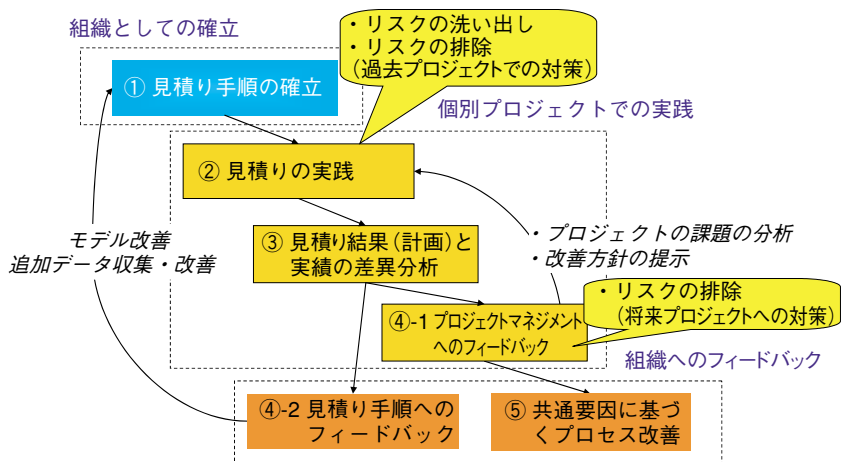 組織としての確立
・リスクの洗い出し
・リスクの排除
(過去プロジェクトでの対策)
① 見積り手順の確立
個別プロジェクトでの実践
② 見積りの実践
モデル改善
追加データ収集・改善
③ 見積り結果(計画)と
実績の差異分析
・プロジェクトの課題の分析
・改善方針の提示
・リスクの排除
(将来プロジェクトへの対策)
④-1 プロジェクトマネジメント
へのフィードバック
組織へのフィードバック
④-2 見積り手順への
フィードバック
⑤ 共通要因に基づ
くプロセス改善